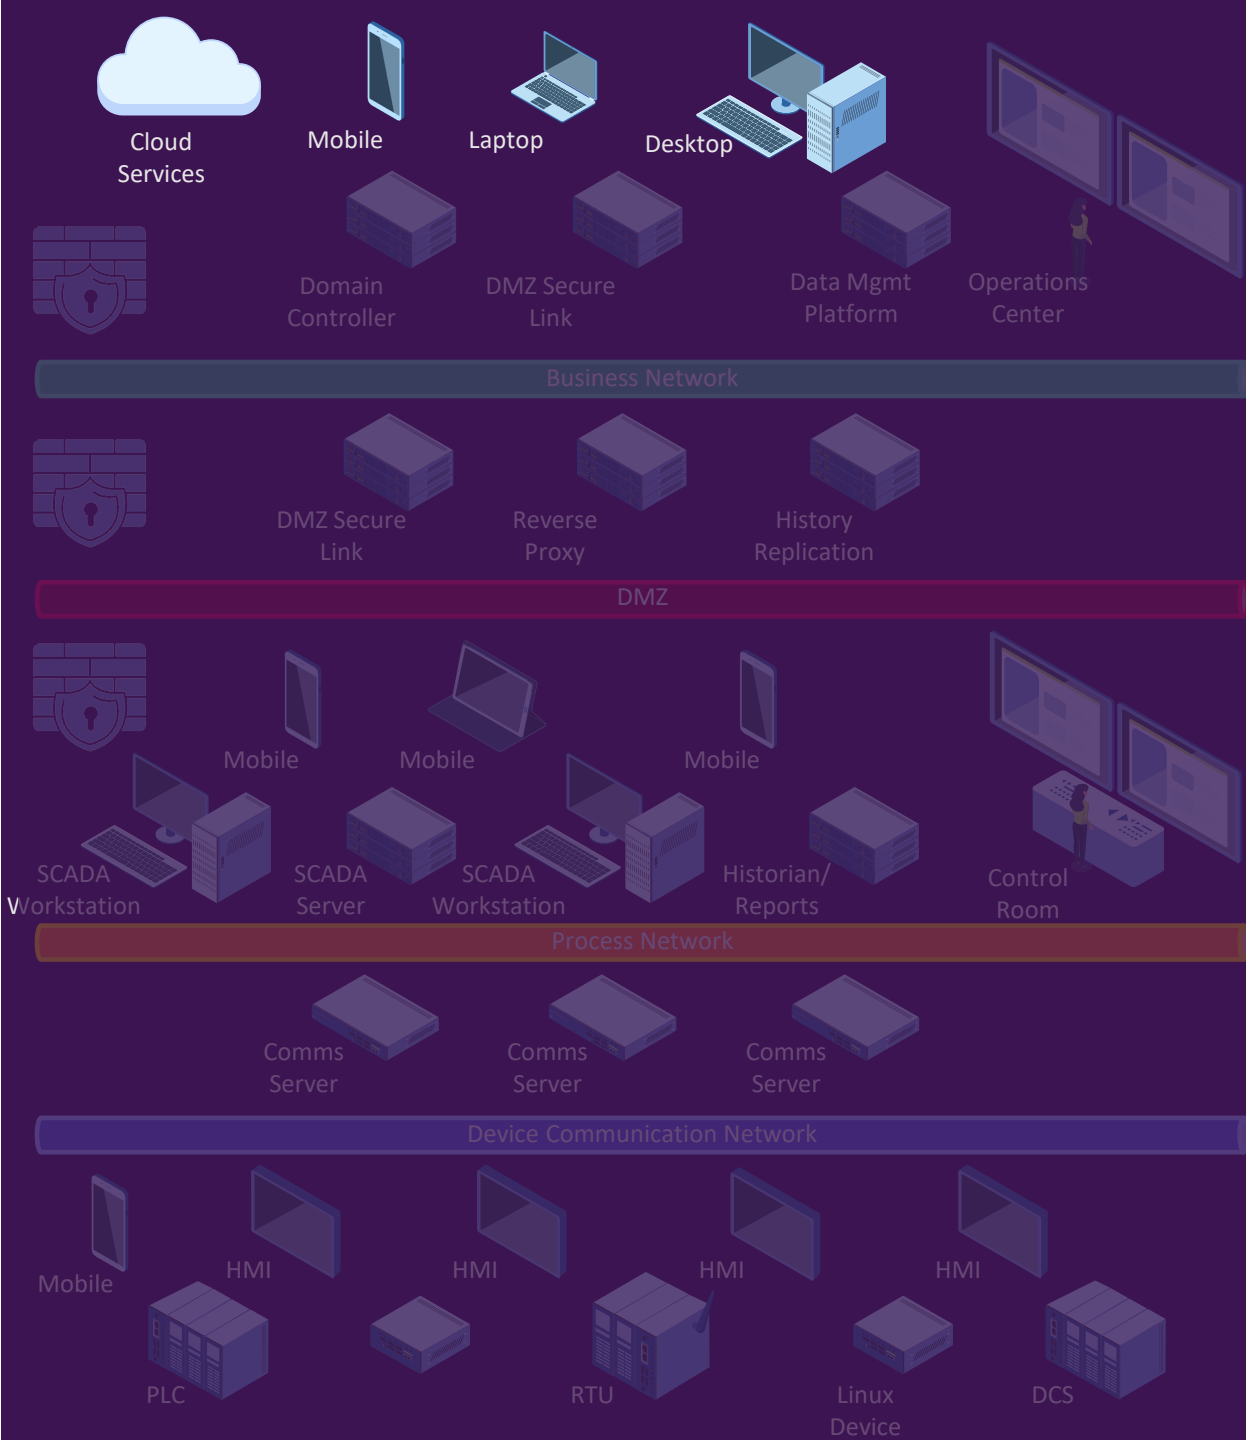 Cloud
Services
Mobile
Laptop
Desktop
Domain
Controller
DMZ Secure
Link
Data Mgmt
Platform
Operations
Center
Business Network
DMZ Secure
Link
Reverse
Proxy
History
Replication
DMZ
Mobile
Mobile
Mobile
SCADA
Workstation
SCADA
Server
SCADA
Workstation
Historian/
Reports
Control
Room
Process Network
Comms
Server
Comms
Server
Comms
Server
Device Communication Network
Mobile
HMI
HMI
HMI
HMI
PLC
RTU
Linux
Device
DCS